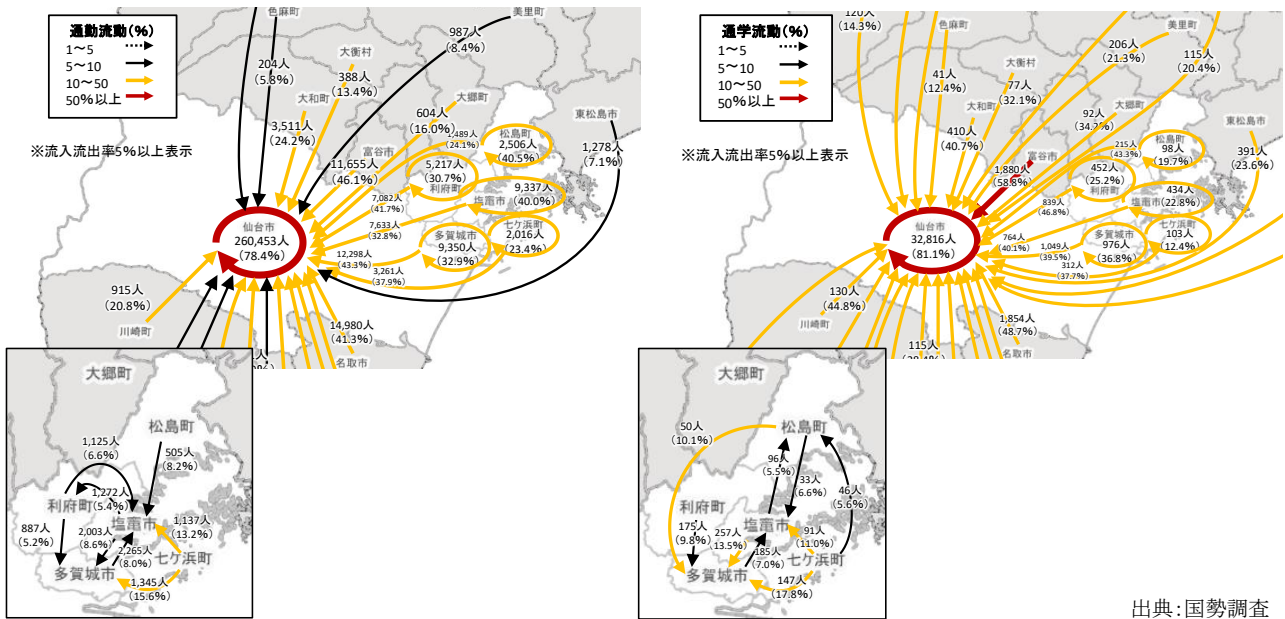 通勤流動(%)
1～5
5～10
10～50
50%以上
※流入流出率5%以上表示
色麻町
美里町
987人
(8.4%)
204人
(5.8%)
大衡村
388人
(13.4%)
大和町
3,511人
(24.2%)
大郷町
604人
(16.0%)
(24.1%)
松島町
2,506人
(40.5%)
東松島市
1,278人
(7.1%)
富谷市
11,655人
(46.1%)
5,217人
(30.7%)
利府町
7,082人
(41.7%)
9,337人
(40.0%)
塩竈市
7,633人
(32.8%)
七ケ浜町
2,016人
(23.4%)
多賀城市
9,350人
(32.9%)
仙台市
260,453人
(78.4%)
12,298人
(43.3%)
3,261人
(37.9%)
915人
(20.8%)
川崎町
14,980人
(41.3%)
名取市
大郷町
松島町
1,125人
(6.6%)
505人
(8.2%)
1,272人
(5.4%)
利府町
887人
(5.2%)
2,003人
(8.6%)
塩竈市
1,137人
(13.2%)
2,265人
(8.0%)
七ケ浜町
多賀城市
1,345人
(15.6%)
通学流動(%)
1～5
5～10
10～50
50%以上
※流入流出率5%以上表示
120人
(14.3%)
色麻町
美里町
206人
(21.3%)
115人
(20.4%)
大衡村
41人
(12.4%)
77人
(32.1%)
大和町
410人
(40.7%)
大郷町
92人
東松島市
391人
(23.6%)
富谷市
1,880人
(58.8%)
215人
(43.3%)
松島町
98人
(19.7%)
452人
(25.2%)
利府町
839人
(46.8%)
434人
(22.8%)
塩竈市
764人
(40.1%)
七ケ浜町
103人
(12.4%)
多賀城市
976人
(36.8%)
1,049人
(39.5%)
312人
(37.7%)
仙台市
32,816人
(81.1%)
130人
(44.8%)
川崎町
115人
1,854人
(48.7%)
名取市
大郷町
50人
(10.1%)
松島町
96人
(5.5%)
33人
(6.6%)
46人
(5.6%)
利府町
175人
(9.8%)
257人
(13.5%)
塩竈市
91人
(11.0%)
185人
(7.0%)
七ケ浜町
多賀城市
147人
(17.8%)
出典:国勢調査